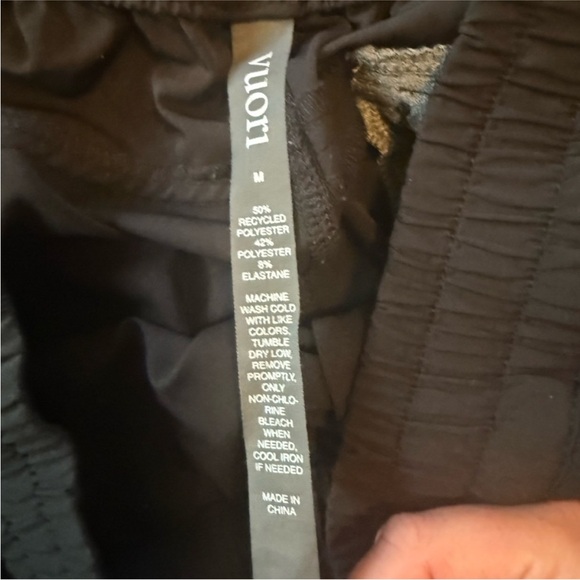 vuori
M
50%
RECYCLED
POLYESTER
42%
POLYESTER
8%
ELASTANE
MACHINE
WASH COLD
WITH LIKE
COLORS,
TUMBLE
DRY LOW,
REMOVE
PROMPTLY,
ONLY
NON-CHLO-
RINE
BLEACH
WHEN
NEEDED,
COOL IRON
IF NEEDED
MADE IN
CHINA